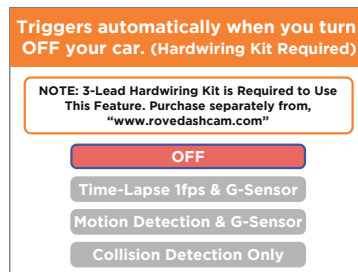 Triggers automatically when you turn
OFF your car. (Hardwiring Kit Required)
NOTE: 3-Lead Hardwiring Kit is Required to Use
This Feature. Purchase separately from,
“www.rovedashcam.com”
OFF
Time-Lapse 1fps & G-Sensor
Motion Detection & G-Sensor
Collision Detection Only